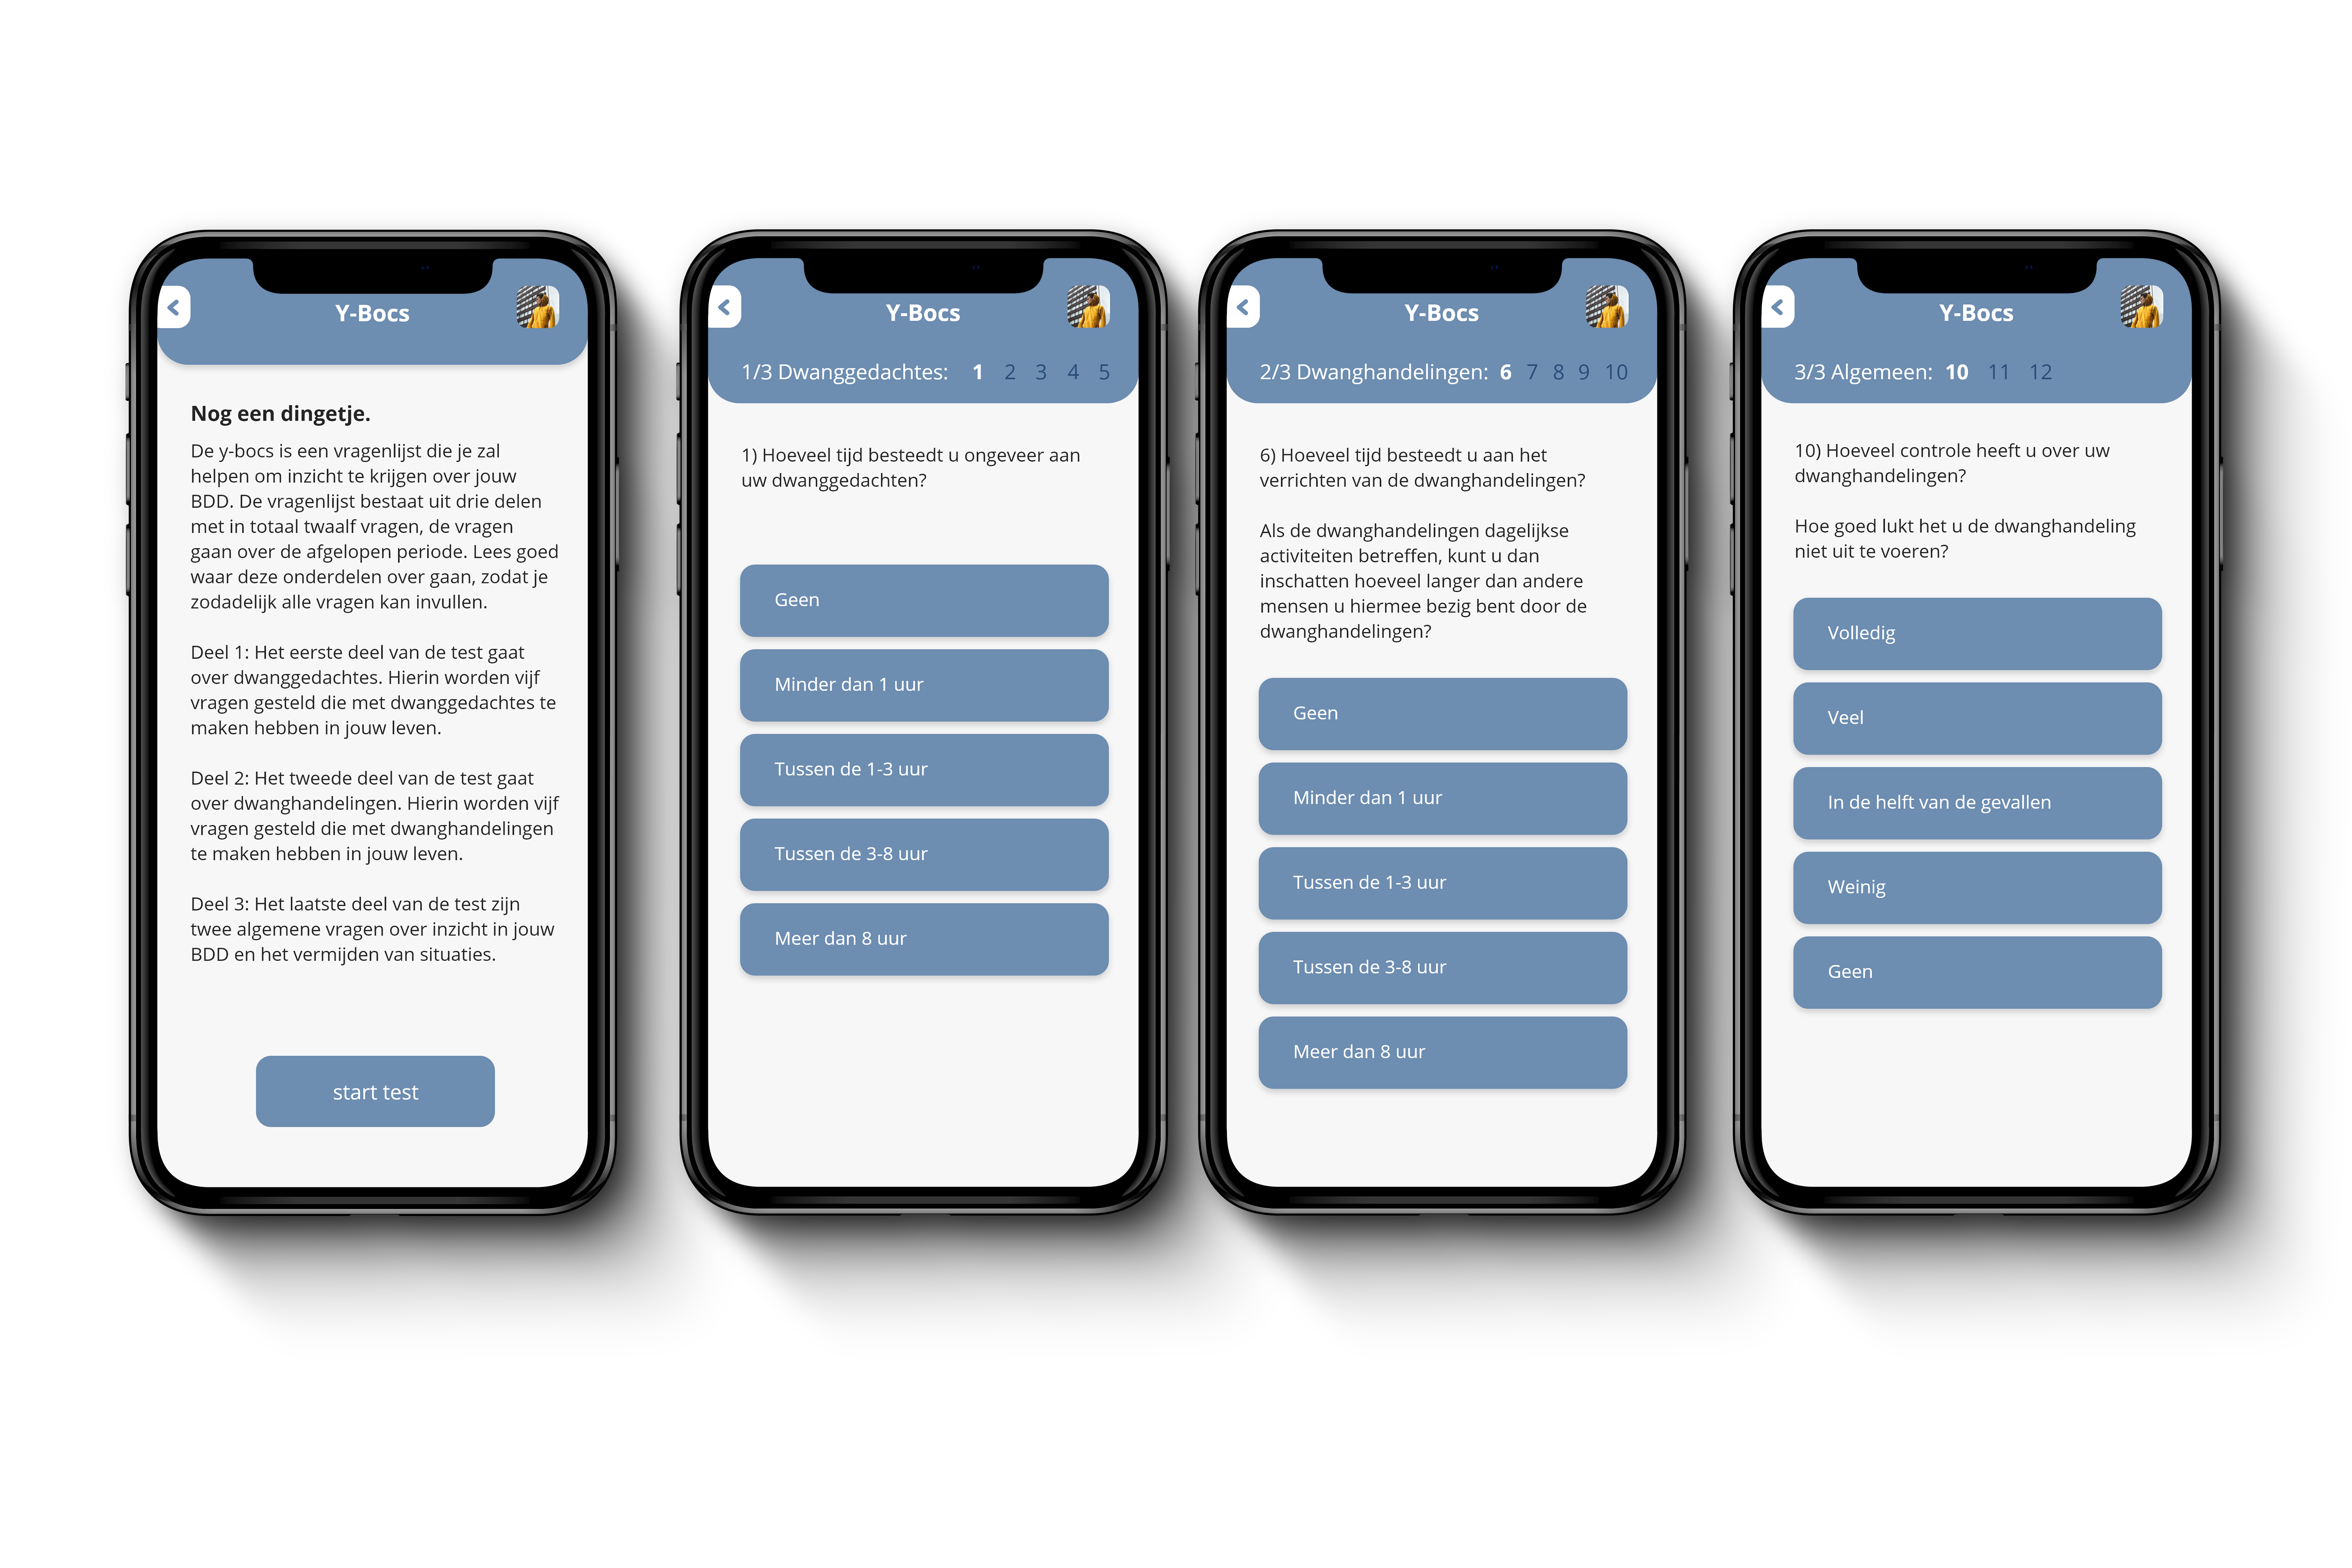 Y-Bocs
Nog een dingetje.
De y-bocs is een vragenlijst die je zal
helpen om inzicht te krijgen over jouw
BDD. De vragenlijst bestaat uit drie delen
met in totaal twaalf vragen, de vragen
gaan over de afgelopen periode. Lees goed
waar deze onderdelen over gaan, zodat je
zodadelijk alle vragen kan invullen.
Deel 1: Het eerste deel van de test gaat
over dwanggedachtes. Hierin worden vijf
vragen gesteld die met dwanggedachtes te
maken hebben in jouw leven.
Deel 2: Het tweede deel van de test gaat
over dwanghandelingen. Hierin worden vijf
vragen gesteld die met dwanghandelingen
te maken hebben in jouw leven.
Deel 3: Het laatste deel van de test zijn
twee algemene vragen over inzicht in jouw
BDD en het vermijden van situaties.
start test
Y-Bocs
1/3 Dwanggedachtes: 1 2 3 4 5
1) Hoeveel tijd besteedt u ongeveer aan
uw dwanggedachten?
Geen
Minder dan 1 uur
Tussen de 1-3 uur
Tussen de 3-8 uur
Meer dan 8 uur
Y-Bocs
2/3 Dwanghandelingen: 6 7 8 9 10
6) Hoeveel tijd besteedt u aan het
verrichten van de dwanghandelingen?
Als de dwanghandelingen dagelijkse
activiteiten betreffen, kunt u dan
inschatten hoeveel langer dan andere
mensen u hiermee bezig bent door de
dwanghandelingen?
Geen
Minder dan 1 uur
Tussen de 1-3 uur
Tussen de 3-8 uur
Meer dan 8 uur
Y-Bocs
3/3 Algemeen: 10 11 12
10) Hoeveel controle heeft u over uw
dwanghandelingen?
Hoe goed lukt het u de dwanghandeling
niet uit te voeren?
Volledig
Veel
In de helft van de gevallen
Weinig
Geen